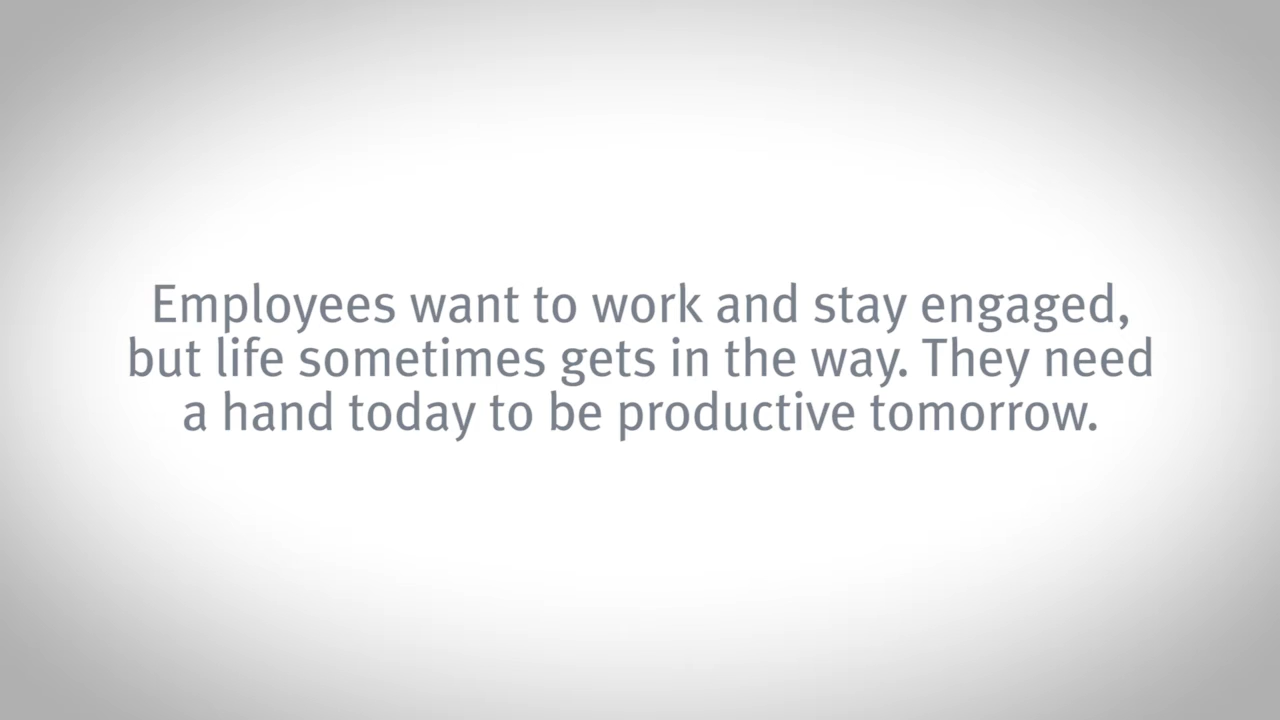 Employees want to work and stay engaged,
but life sometimes gets in the way. They need
a hand today to be productive tomorrow.